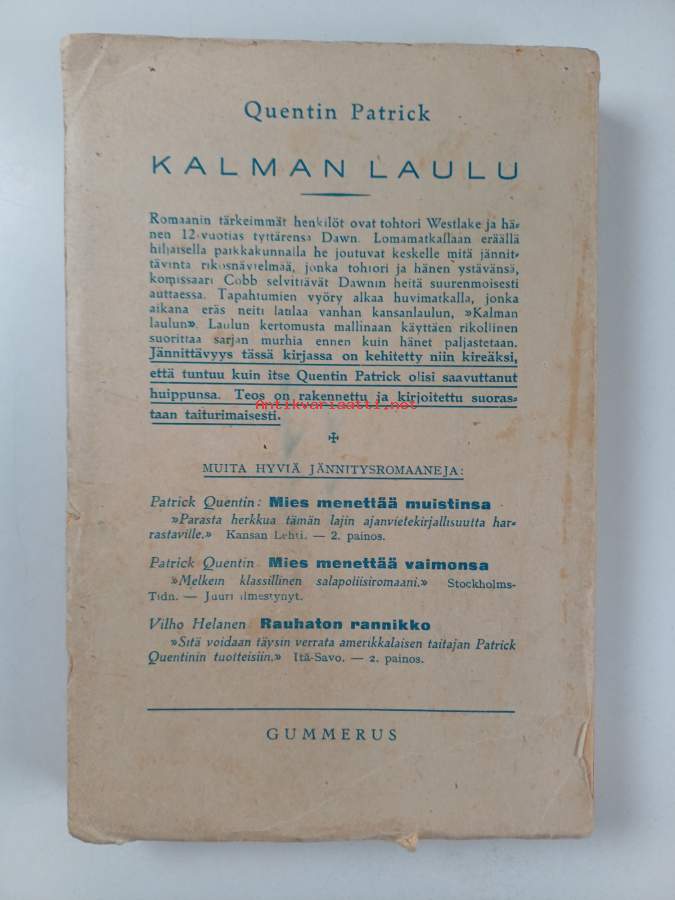 Quentin Patrick
KALMAN LAULU
Romaanin tärkeimmät henkilöt ovat tohtori Westlake ja hä-
nen 12-vuotias tyttärensä Dawn. Lomamatkallaan eräällä
hiljaisella paikkakunnalla he joutuvat keskelle mitä jännit-
tävintä rikosnäytelmää, jonka tohtori ja hänen ystävänsä,
komissaari Cobb selvittävät Dawnin heitä suurenmoisesti
auttaessa. Tapahtumien vyöry alkaa huvimatkalla, jonka
aikana eräs neiti laulaa vanhan kansanlaulun, »Kalman
laulun». Laulun kertomusta mallinaan käyttäen rikollinen
suorittaa sarjan murhia ennen kuin hänet paljastetaan.
Jännittävyys tässä kirjassa on kehitetty niin kireäksi,
että tuntuu kuin itse Quentin Patrick olisi saavuttanut
huippunsa. Teos on rakennettu ja kirjoitettu suoras-
Antikvariaatti.net
taan taiturimaisesti.
MUITA HYVIÄ JÄNNITYSROMAANEJA:
Patrick Quentin: Mies menettää muistinsa
»Parasta herkkua tämän lajin ajanvietekirjallisuutta har-
rastaville.» Kansan Lehti. — 2. painos.
Patrick Quentin Mies menettää vaimonsa
»Melkein klassillinen salapoliisiromaani.» Stockholms-
Tidn. — Juuri ilmestynyt.
Vilho Helanen Rauhaton rannikko
»Sitä voidaan täysin verrata amerikkalaisen taitajan Patrick
Quentinin tuotteisiin.» Itä-Savo. — 2. painos.
GUMMERUS